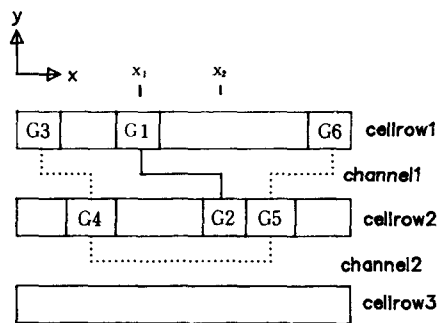 y
x
x₁ x₂
G3 G1 G6 cellrow1
channel1
G4 G2 G5 cellrow2
channel2
cellrow3